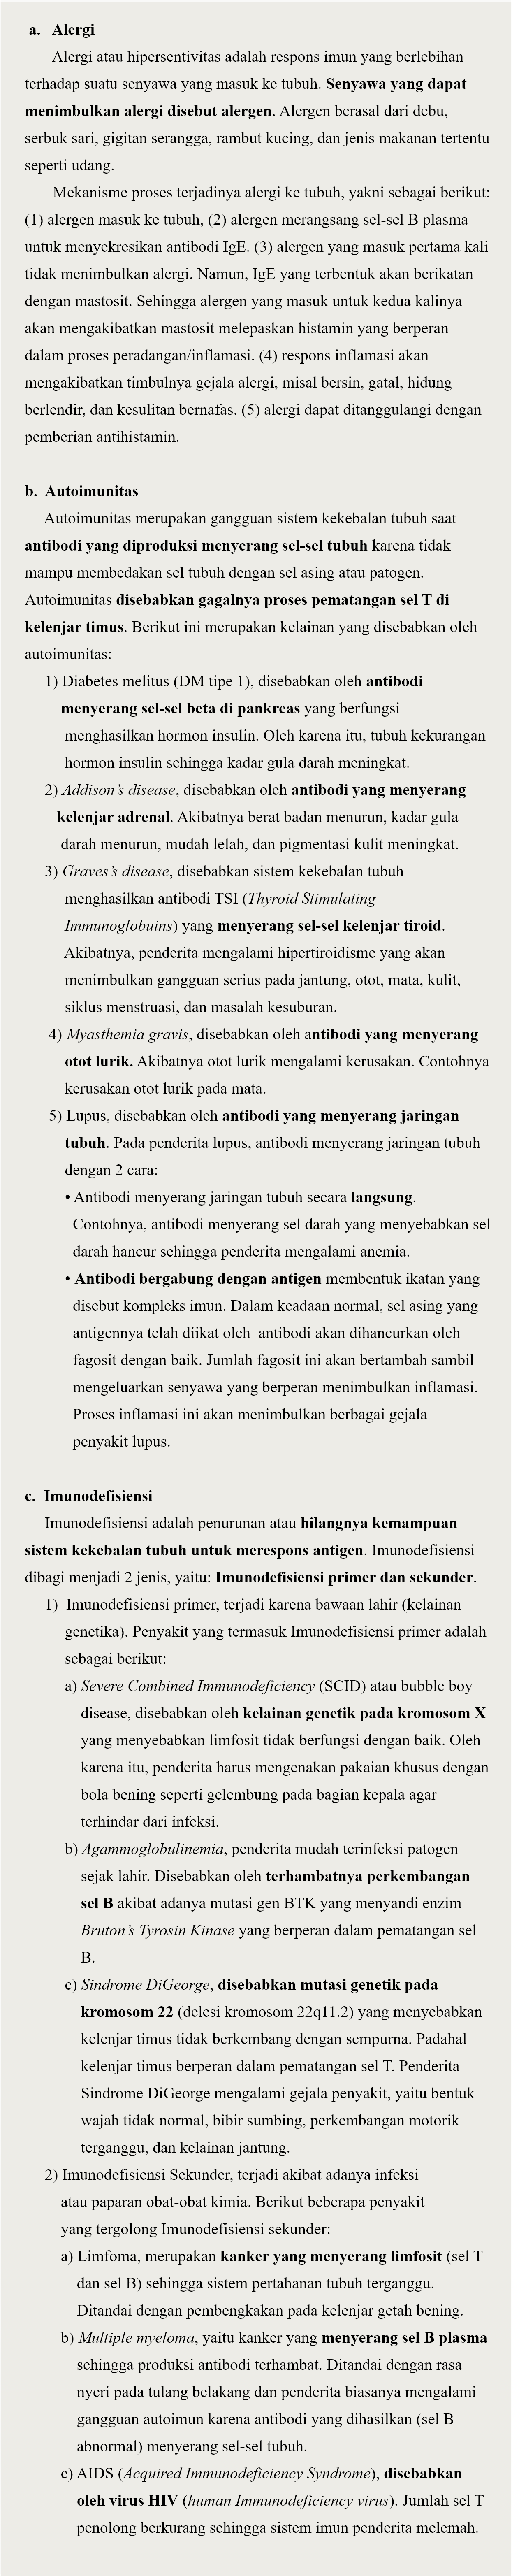 a. Alergi
Alergi atau hipersentivitas adalah respons imun yang berlebihan
terhadap suatu senyawa yang masuk ke tubuh. Senyawa yang dapat
menimbulkan alergi disebut alergen. Alergen berasal dari debu,
serbuk sari, gigitan serangga, rambut kucing, dan jenis makanan tertentu
seperti udang.
Mekanisme proses terjadinya alergi ke tubuh, yakni sebagai berikut:
(1) alergen masuk ke tubuh, (2) alergen merangsang sel-sel B plasma
untuk menyekresikan antibodi IgE. (3) alergen yang masuk pertama kali
tidak menimbulkan alergi. Namun, IgE yang terbentuk akan berikatan
dengan mastosit. Sehingga alergen yang masuk untuk kedua kalinya
akan mengakibatkan mastosit melepaskan histamin yang berperan
dalam proses peradangan/inflamasi. (4) respons inflamasi akan
mengakibatkan timbulnya gejala alergi, misal bersin, gatal, hidung
berlendir, dan kesulitan bernafas. (5) alergi dapat ditanggulangi dengan
pemberian antihistamin.
b. Autoimunitas
Autoimunitas merupakan gangguan sistem kekebalan tubuh saat
antibodi yang diproduksi menyerang sel-sel tubuh karena tidak
mampu membedakan sel tubuh dengan sel asing atau patogen.
Autoimunitas disebabkan gagalnya proses pematangan sel T di
kelenjar timus. Berikut ini merupakan kelainan yang disebabkan oleh
autoimunitas:
1) Diabetes melitus (DM tipe 1), disebabkan oleh antibodi
menyerang sel-sel beta di pankreas yang berfungsi
menghasilkan hormon insulin. Oleh karena itu, tubuh kekurangan
hormon insulin sehingga kadar gula darah meningkat.
2) Addison's disease, disebabkan oleh antibodi yang menyerang
kelenjar adrenal. Akibatnya berat badan menurun, kadar gula
darah menurun, mudah lelah, dan pigmentasi kulit meningkat.
3) Graves's disease, disebabkan sistem kekebalan tubuh
menghasilkan antibodi TSI (Thyroid Stimulating
Immunoglobuins) yang menyerang sel-sel kelenjar tiroid.
Akibatnya, penderita mengalami hipertiroidisme yang akan
menimbulkan gangguan serius pada jantung, otot, mata, kulit,
siklus menstruasi, dan masalah kesuburan.
4) Myasthemia gravis, disebabkan oleh antibodi yang menyerang
otot lurik. Akibatnya otot lurik mengalami kerusakan. Contohnya
kerusakan otot lurik pada mata.
5) Lupus, disebabkan oleh antibodi yang menyerang jaringan
tubuh. Pada penderita lupus, antibodi menyerang jaringan tubuh
dengan 2 cara:
• Antibodi menyerang jaringan tubuh secara langsung.
Contohnya, antibodi menyerang sel darah yang menyebabkan sel
darah hancur sehingga penderita mengalami anemia.
• Antibodi bergabung dengan antigen membentuk ikatan yang
disebut kompleks imun. Dalam keadaan normal, sel asing yang
antigennya telah diikat oleh antibodi akan dihancurkan oleh
fagosit dengan baik. Jumlah fagosit ini akan bertambah sambil
mengeluarkan senyawa yang berperan menimbulkan inflamasi.
Proses inflamasi ini akan menimbulkan berbagai gejala
penyakit lupus.
c. Imunodefisiensi
Imunodefisiensi adalah penurunan atau hilangnya kemampuan
sistem kekebalan tubuh untuk merespons antigen. Imunodefisiensi
dibagi menjadi 2 jenis, yaitu: Imunodefisiensi primer dan sekunder.
1) Imunodefisiensi primer, terjadi karena bawaan lahir (kelainan
genetika). Penyakit yang termasuk Imunodefisiensi primer adalah
sebagai berikut:
a) Severe Combined Immunodeficiency (SCID) atau bubble boy
disease, disebabkan oleh kelainan genetik pada kromosom X
yang menyebabkan limfosit tidak berfungsi dengan baik. Oleh
karena itu, penderita harus mengenakan pakaian khusus dengan
bola bening seperti gelembung pada bagian kepala agar
terhindar dari infeksi.
b) Agammoglobulinemia, penderita mudah terinfeksi patogen
sejak lahir. Disebabkan oleh terhambatnya perkembangan
sel B akibat adanya mutasi gen BTK yang menyandi enzim
Bruton's Tyrosin Kinase yang berperan dalam pematangan sel
B.
c) Sindrome DiGeorge, disebabkan mutasi genetik pada
kromosom 22 (delesi kromosom 22q11.2) yang menyebabkan
kelenjar timus tidak berkembang dengan sempurna. Padahal
kelenjar timus berperan dalam pematangan sel T. Penderita
Sindrome DiGeorge mengalami gejala penyakit, yaitu bentuk
wajah tidak normal, bibir sumbing, perkembangan motorik
terganggu, dan kelainan jantung.
2) Imunodefisiensi Sekunder, terjadi akibat adanya infeksi
atau paparan obat-obat kimia. Berikut beberapa penyakit
yang tergolong Imunodefisiensi sekunder:
a) Limfoma, merupakan kanker yang menyerang limfosit (sel T
dan sel B) sehingga sistem pertahanan tubuh terganggu.
Ditandai dengan pembengkakan pada kelenjar getah bening.
b) Multiple myeloma, yaitu kanker yang menyerang sel B plasma
sehingga produksi antibodi terhambat. Ditandai dengan rasa
nyeri pada tulang belakang dan penderita biasanya mengalami
gangguan autoimun karena antibodi yang dihasilkan (sel B
abnormal) menyerang sel-sel tubuh.
c) AIDS (Acquired Immunodeficiency Syndrome), disebabkan
oleh virus HIV (human Immunodeficiency virus). Jumlah sel T
penolong berkurang sehingga sistem imun penderita melemah.